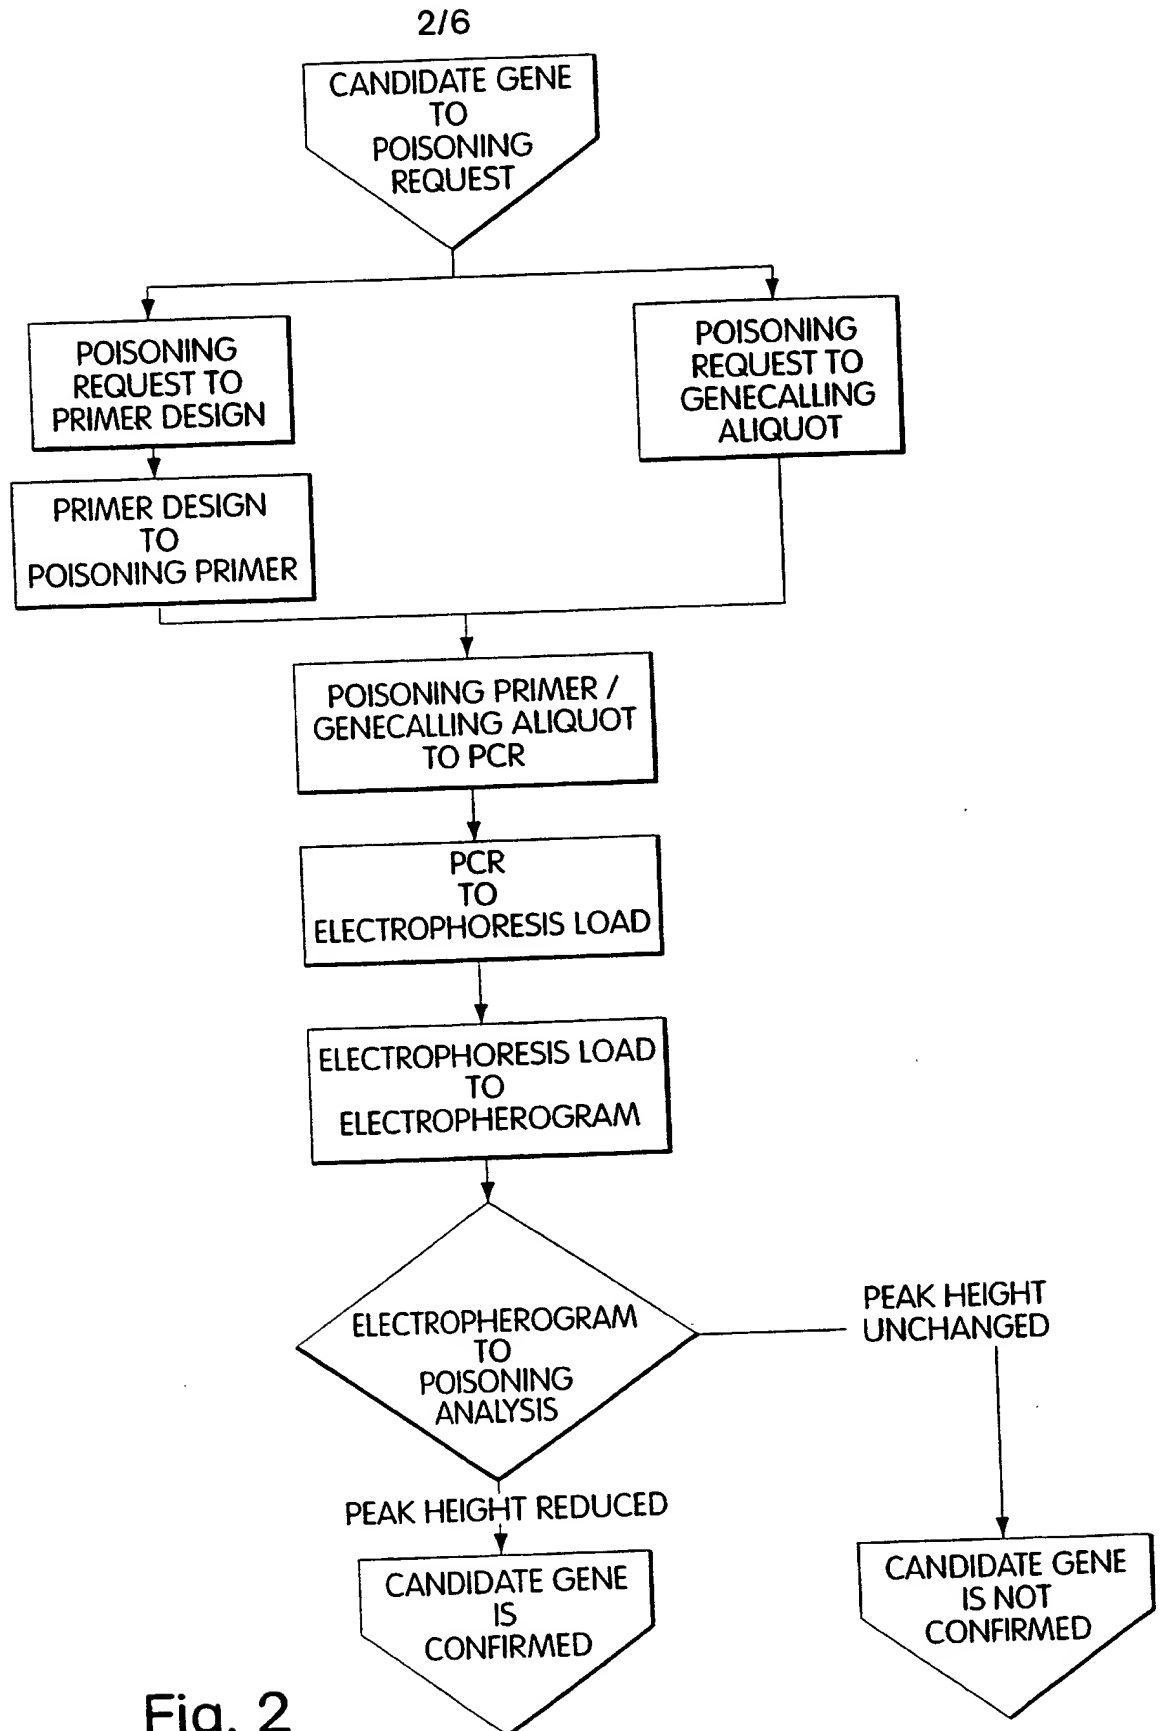 2/6
CANDIDATE GENE
TO
POISONING
REQUEST
POISONING
REQUEST TO
PRIMER DESIGN
POISONING
REQUEST TO
GENECALLING
ALIQUOT
PRIMER DESIGN
TO
POISONING PRIMER
POISONING PRIMER /
GENECALLING ALIQUOT
TO PCR
PCR
TO
ELECTROPHORESIS LOAD
ELECTROPHORESIS LOAD
TO
ELECTROPHEROGRAM
ELECTROPHEROGRAM
TO
POISONING
ANALYSIS
PEAK HEIGHT
UNCHANGED
PEAK HEIGHT REDUCED
CANDIDATE GENE
IS
CONFIRMED
CANDIDATE GENE
IS NOT
CONFIRMED
Fig. 2